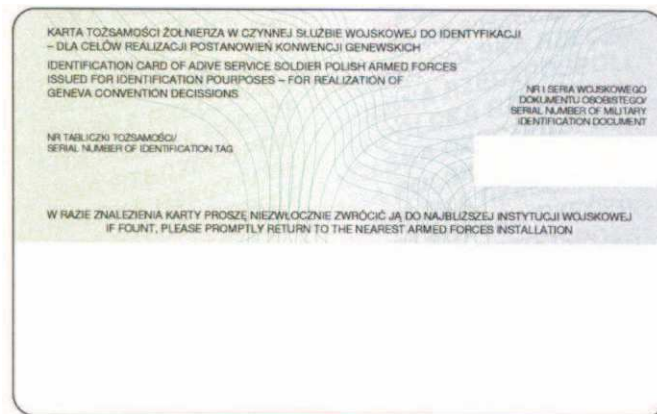 KARTA TOŻSAMOŚCI ŻOŁNIERZA W CZYNNEJ SŁUŻBIE WOJSKOWEJ DO IDENTYFIKACJI
– DLA CELÓW REALIZACJI POSTANOWIEŃ KONWENCJI GENEWSKICH
IDENTIFICATION CARD OF ADIVE SERVICE SOLDIER POLISH ARMED FORCES
ISSUED FOR IDENTIFICATION POURPOSES – FOR REALIZATION OF
GENEVA CONVENTION DECISSIONS
NR I SERIA WOJSKOWEGO
DOKUMENTU OSOBISTEGO/
SERIAL NUMBER OF MILITARY
IDENTIFICATION DOCUMENT
NR TABLICZKI TOŻSAMOŚCI/
SERIAL NUMBER OF IDENTIFICATION TAG
W RAZIE ZNALEZIENIA KARTY PROSZĘ NIEZWŁOCZNIE ZWRÓCIĆ JĄ DO NAJBLIŻSZEJ INSTYTUCJI WOJSKOWEJ
IF FOUNT, PLEASE PROMPTLY RETURN TO THE NEAREST ARMED FORCES INSTALLATION